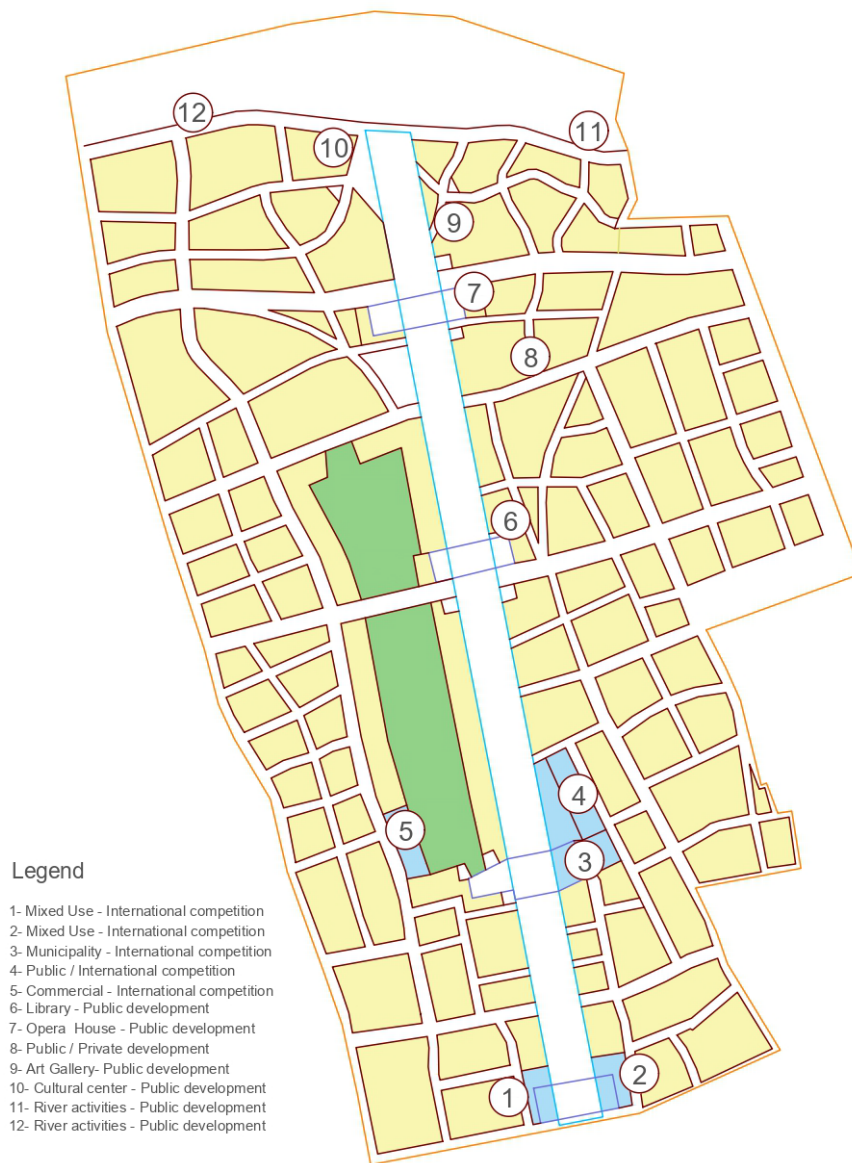 12
11
10
9
7
8
6
4
5
3
2
1
Legend
1- Mixed Use - International competition
2- Mixed Use - International competition
3- Municipality - International competition
4- Public / International competition
5- Commercial - International competition
6- Library - Public development
7- Opera House - Public development
8- Public / Private development
9- Art Gallery- Public development
10- Cultural center - Public development
11- River activities - Public development
12- River activities - Public development